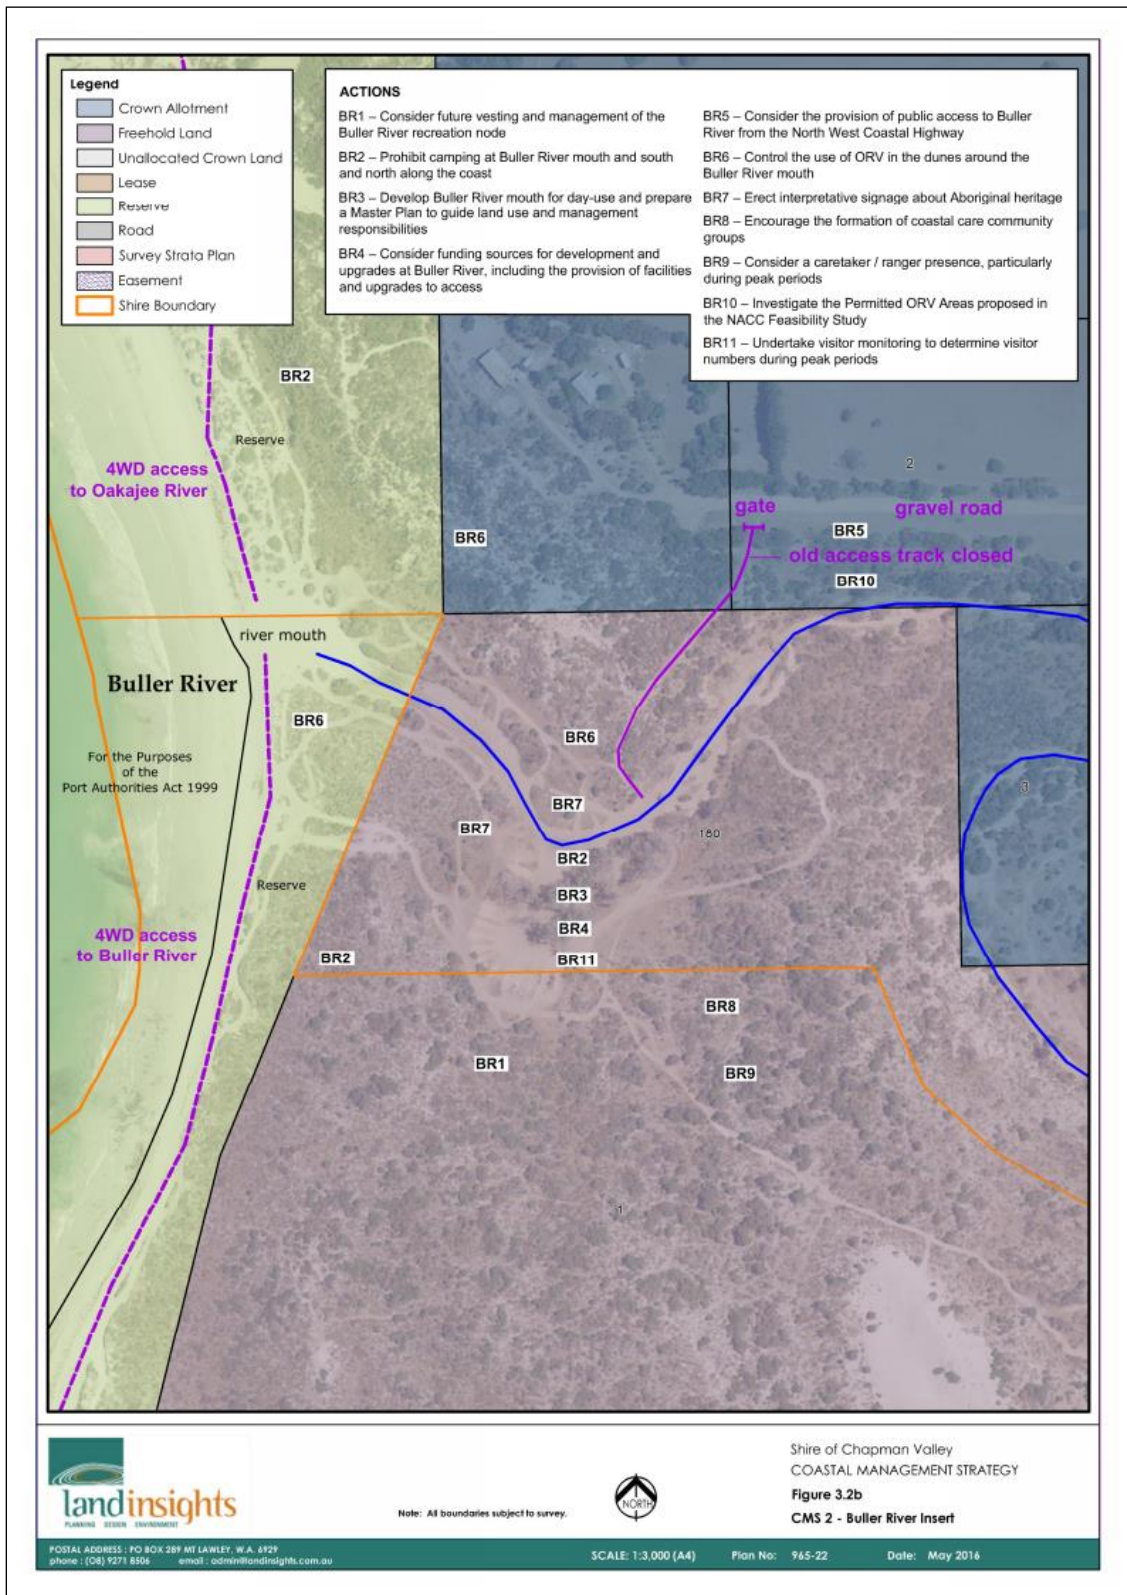 Legend
Crown Allotment
Freehold Land
Unallocated Crown Land
Lease
Reserve
Road
Survey Strata Plan
Easement
Shire Boundary
ACTIONS
BR1 – Consider future vesting and management of the
Buller River recreation node
BR2 – Prohibit camping at Buller River mouth and south
and north along the coast
BR3 – Develop Buller River mouth for day-use and prepare
a Master Plan to guide land use and management
responsibilities
BR4 – Consider funding sources for development and
upgrades at Buller River, including the provision of facilities
and upgrades to access
BR5 – Consider the provision of public access to Buller
River from the North West Coastal Highway
BR6 – Control the use of ORV in the dunes around the
Buller River mouth
BR7 – Erect interpretative signage about Aboriginal heritage
BR8 – Encourage the formation of coastal care community
groups
BR9 – Consider a caretaker / ranger presence, particularly
during peak periods
BR10 – Investigate the Permitted ORV Areas proposed in
the NACC Feasibility Study
BR11 – Undertake visitor monitoring to determine visitor
numbers during peak periods
BR2
Reserve
4WD access
to Oakajee River
2
gate
gravel road
BR6
BR5
old access track closed
BR10
river mouth
Buller River
BR6
BR6
For the Purposes
of the
Port Authorities Act 1999
3
BR7
BR7
180
BR2
Reserve
BR3
BR4
4WD access
to Buller River
BR2
BR11
BR8
BR1
BR9
1
landinsights
PLANNING DESIGN ENVIRONMENT
Note: All boundaries subject to survey.
NORTH
Shire of Chapman Valley
COASTAL MANAGEMENT STRATEGY
Figure 3.2b
CMS 2 - Buller River Insert
POSTAL ADDRESS : PO BOX 289 MT LAWLEY, W.A. 6929
phone : (08) 9271 8506 email : admin@landinsights.com.au
SCALE: 1:3,000 (A4) Plan No: 965-22 Date: May 2016